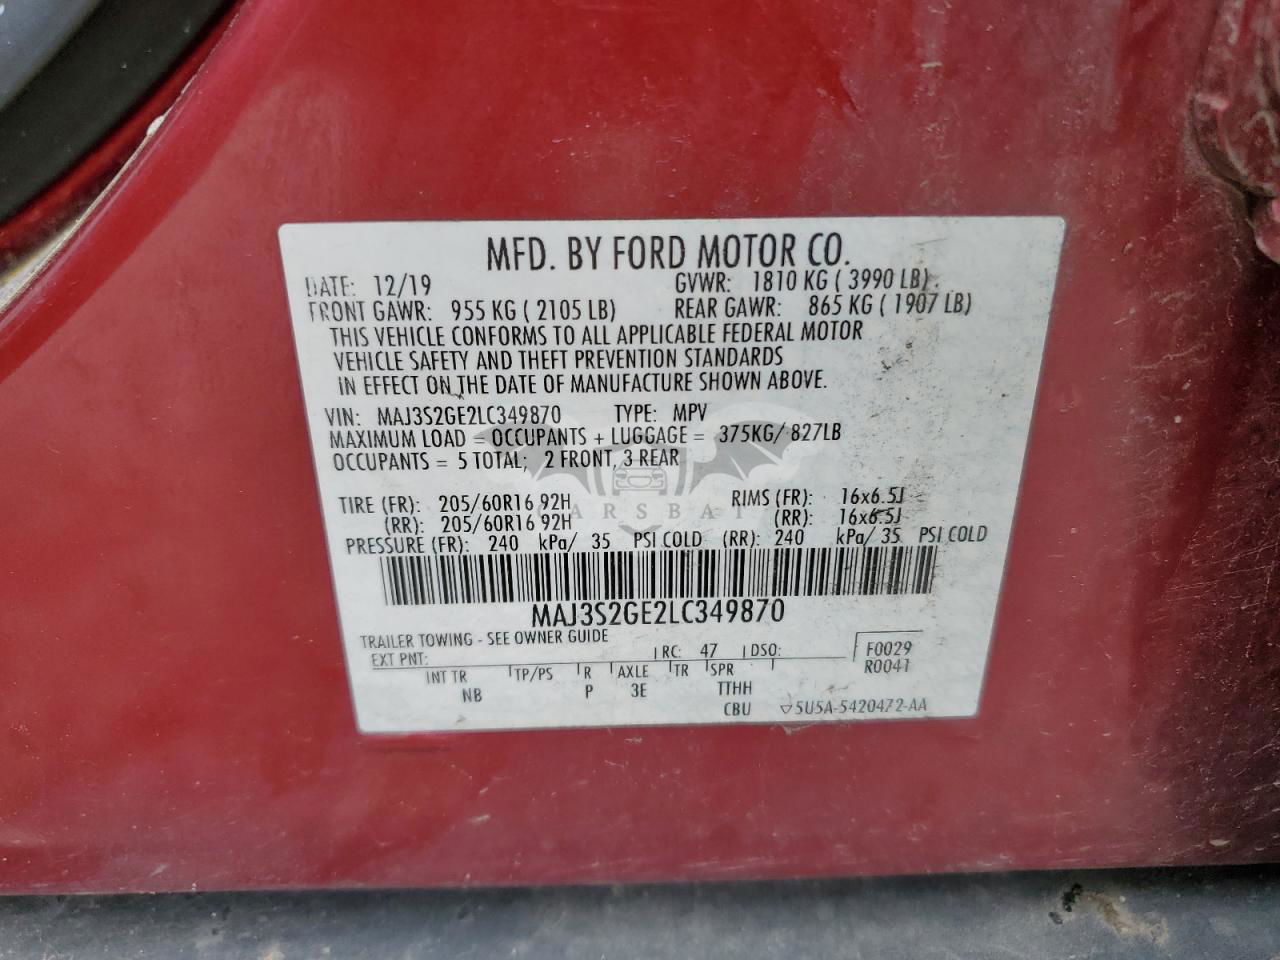 MFD. BY FORD MOTOR CO.
DATE: 12/19 GVWR: 1810 KG ( 3990 LB)
FRONT GAWR: 955 KG ( 2105 LB) REAR GAWR: 865 KG ( 1907 LB)
THIS VEHICLE CONFORMS TO ALL APPLICABLE FEDERAL MOTOR
VEHICLE SAFETY AND THEFT PREVENTION STANDARDS
IN EFFECT ON THE DATE OF MANUFACTURE SHOWN ABOVE.
VIN: MAJ3S2GE2LC349870 TYPE: MPV
MAXIMUM LOAD = OCCUPANTS + LUGGAGE = 375KG/ 827LB
OCCUPANTS = 5 TOTAL; 2 FRONT, 3 REAR
CARSBAT
TIRE (FR): 205/60R16 92H RIMS (FR): 16x6.5J
(RR): 205/60R16 92H (RR): 16x6.5J
PRESSURE (FR): 240 kPa/ 35 PSI COLD (RR): 240 kPa/ 35 PSI COLD
MAJ3S2GE2LC349870
TRAILER TOWING - SEE OWNER GUIDE
EXT PNT: RC: 47 DSO: F0029
R0041
INT TR TP/PS R AXLE TR SPR
NB P 3E TTHH
CBU ▽5U5A-5420472-AA